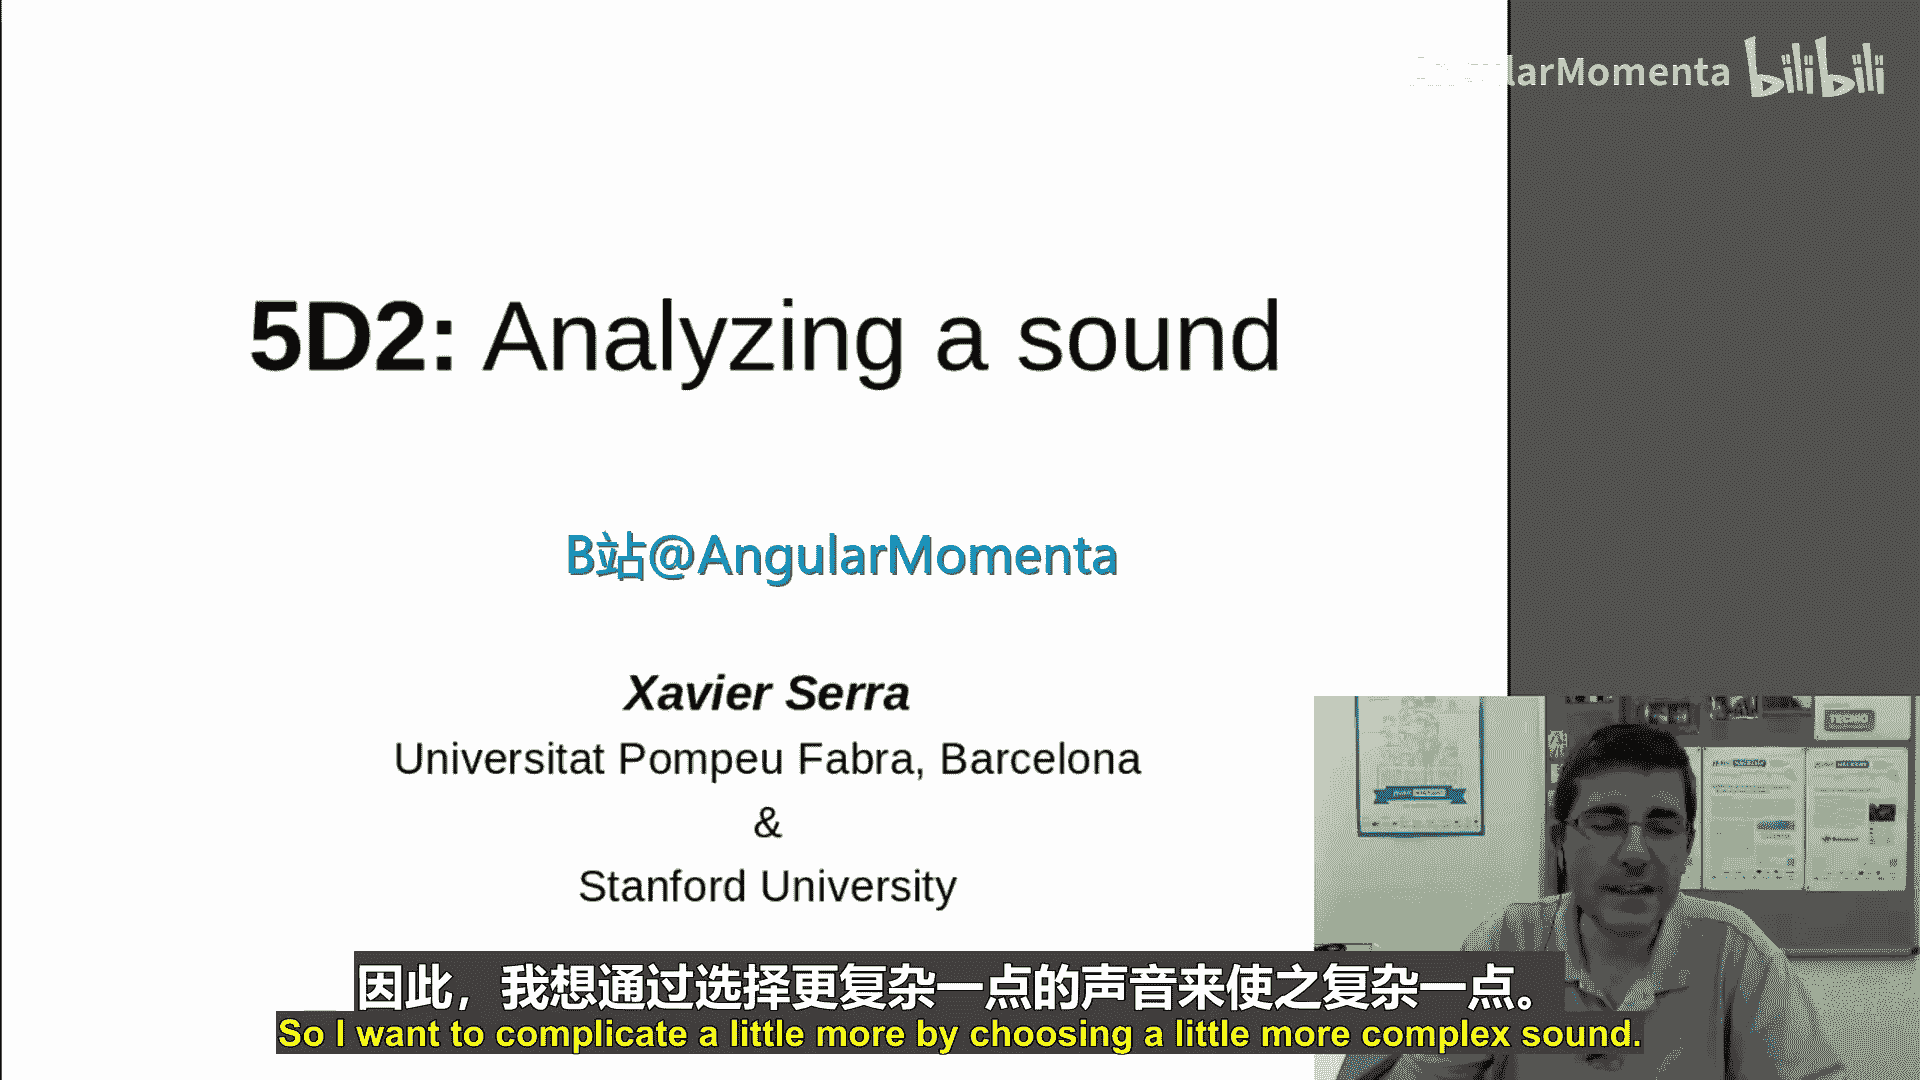 larMomenta bilibili
5D2: Analyzing a sound
B站@AngularMomenta
Xavier Serra
Universitat Pompeu Fabra, Barcelona
&
Stanford University
TECNIO
因此，我想通过选择更复杂一点的声音来使之复杂一点。
So I want to complicate a little more by choosing a little more complex sound.